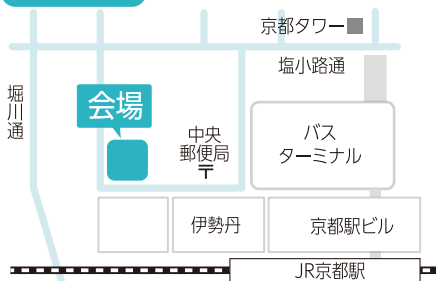 京都タワー
塩小路通
堀川通
会場
中央
郵便局
〒
バス
ターミナル
伊勢丹
京都駅ビル
JR京都駅